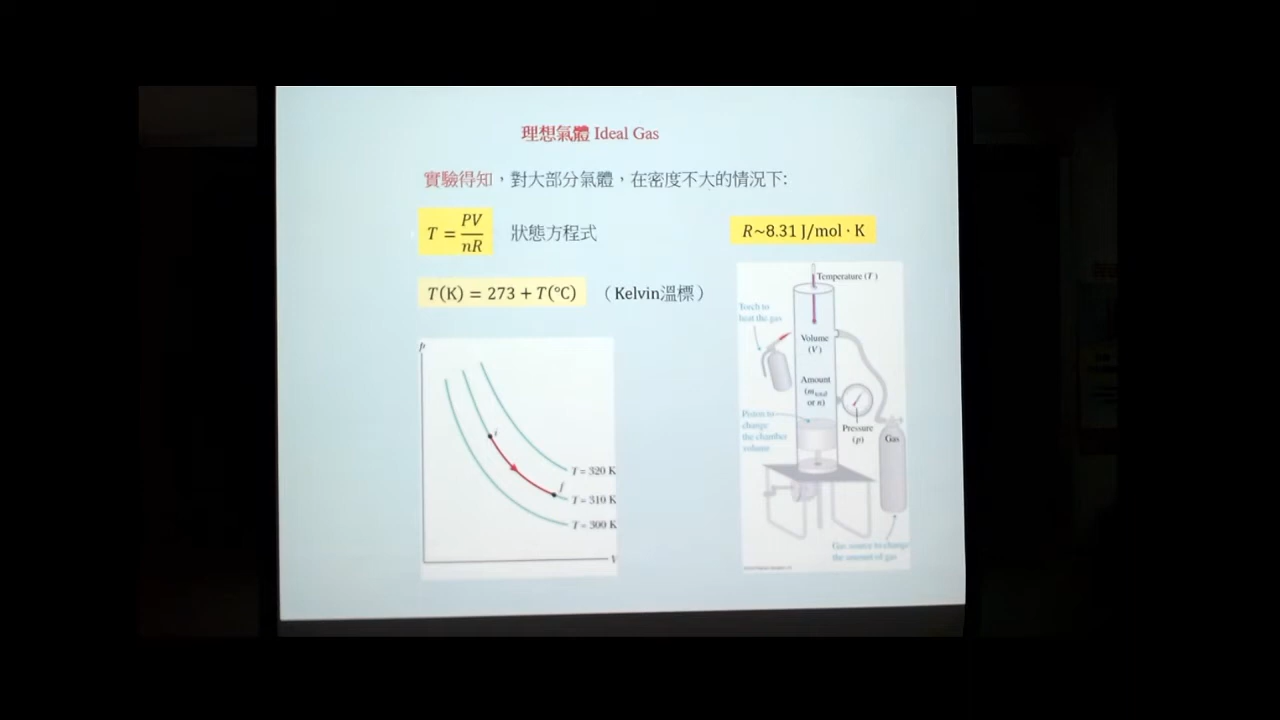 理想氣體 Ideal Gas
實驗得知，對大部分氣體，在密度不大的情況下:
T = PV / nR 狀態方程式
R~8.31 J/mol · K
T(K) = 273 + T(°C) （Kelvin溫標）
p
i
f
T = 320 K
T = 310 K
T = 300 K
V
Temperature (T)
Torch to
heat the gas
Volume
(V)
Amount
(m_total
or n)
Piston to
change
the chamber
volume
Pressure
(p)
Gas
Gas source to change
the amount of gas